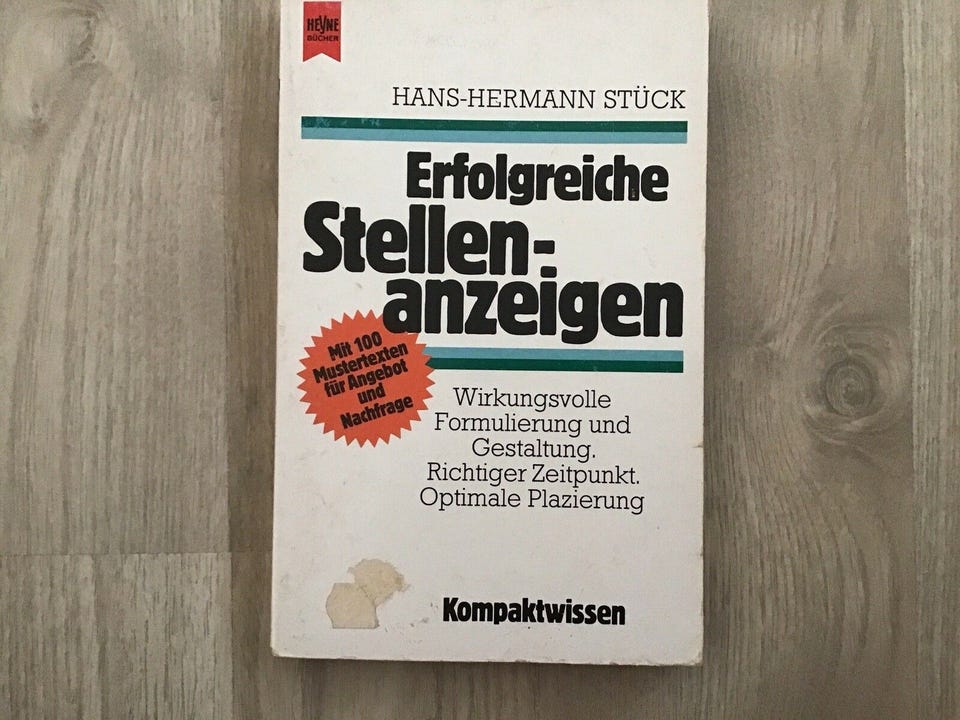 HEYNE
BÜCHER
HANS-HERMANN STÜCK
Erfolgreiche
Stellen-
anzeigen
Mit 100
Mustertexten
für Angebot
und
Nachfrage
Wirkungsvolle
Formulierung und
Gestaltung.
Richtiger Zeitpunkt.
Optimale Plazierung
Kompaktwissen